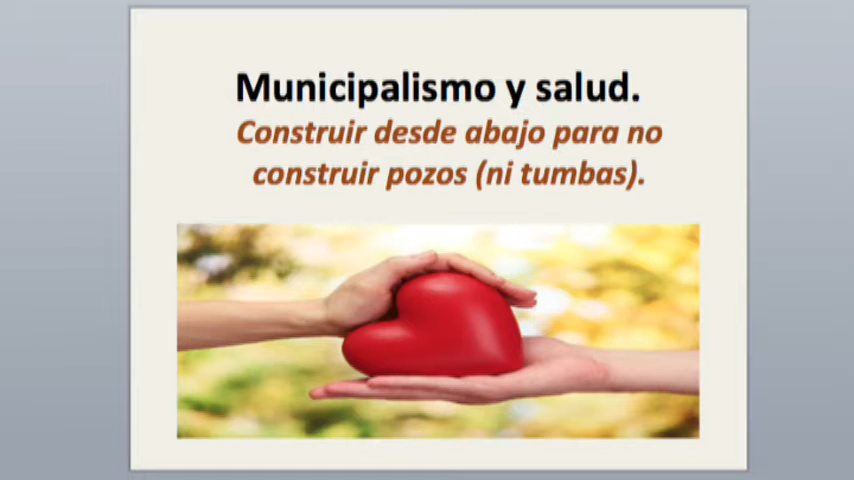 Municipalismo y salud.
Construir desde abajo para no
construir pozos (ni tumbas).